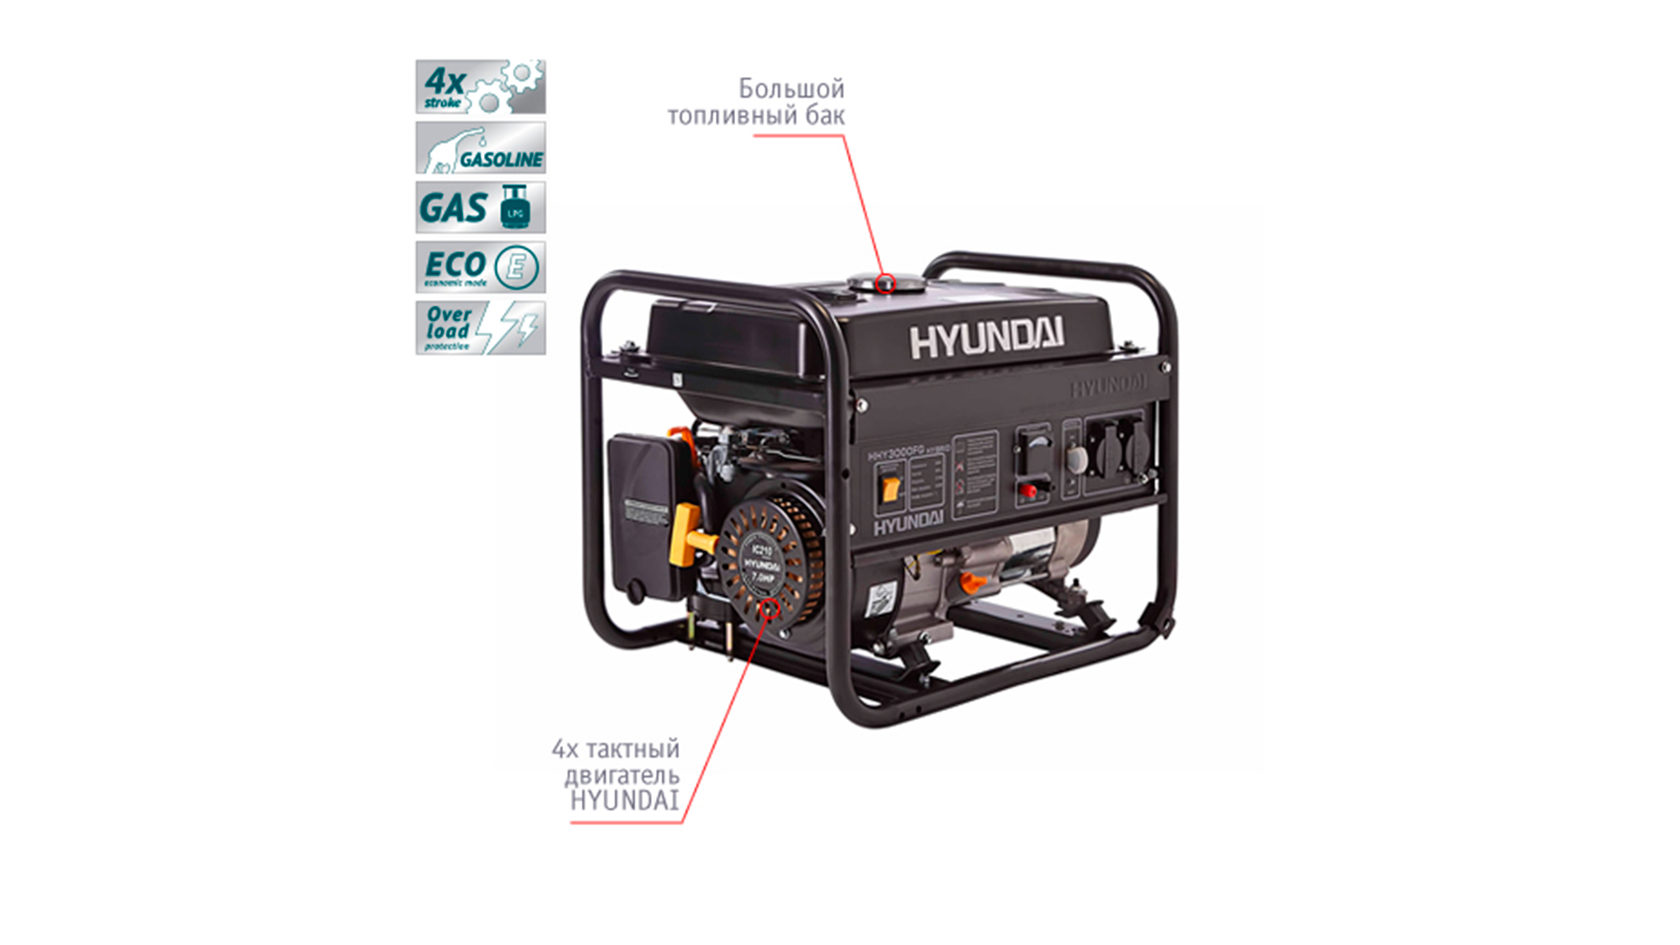 4x
stroke
GASOLINE
GAS
LPG
ECO
E
economic mode
Over
load
protection
Большой
топливный бак
HYUNDAI
HYUNDAI
HHY3000FG HYBRID
HYUNDAI
IC210
HYUNDAI
7.0HP
4х тактный
двигатель
HYUNDAI